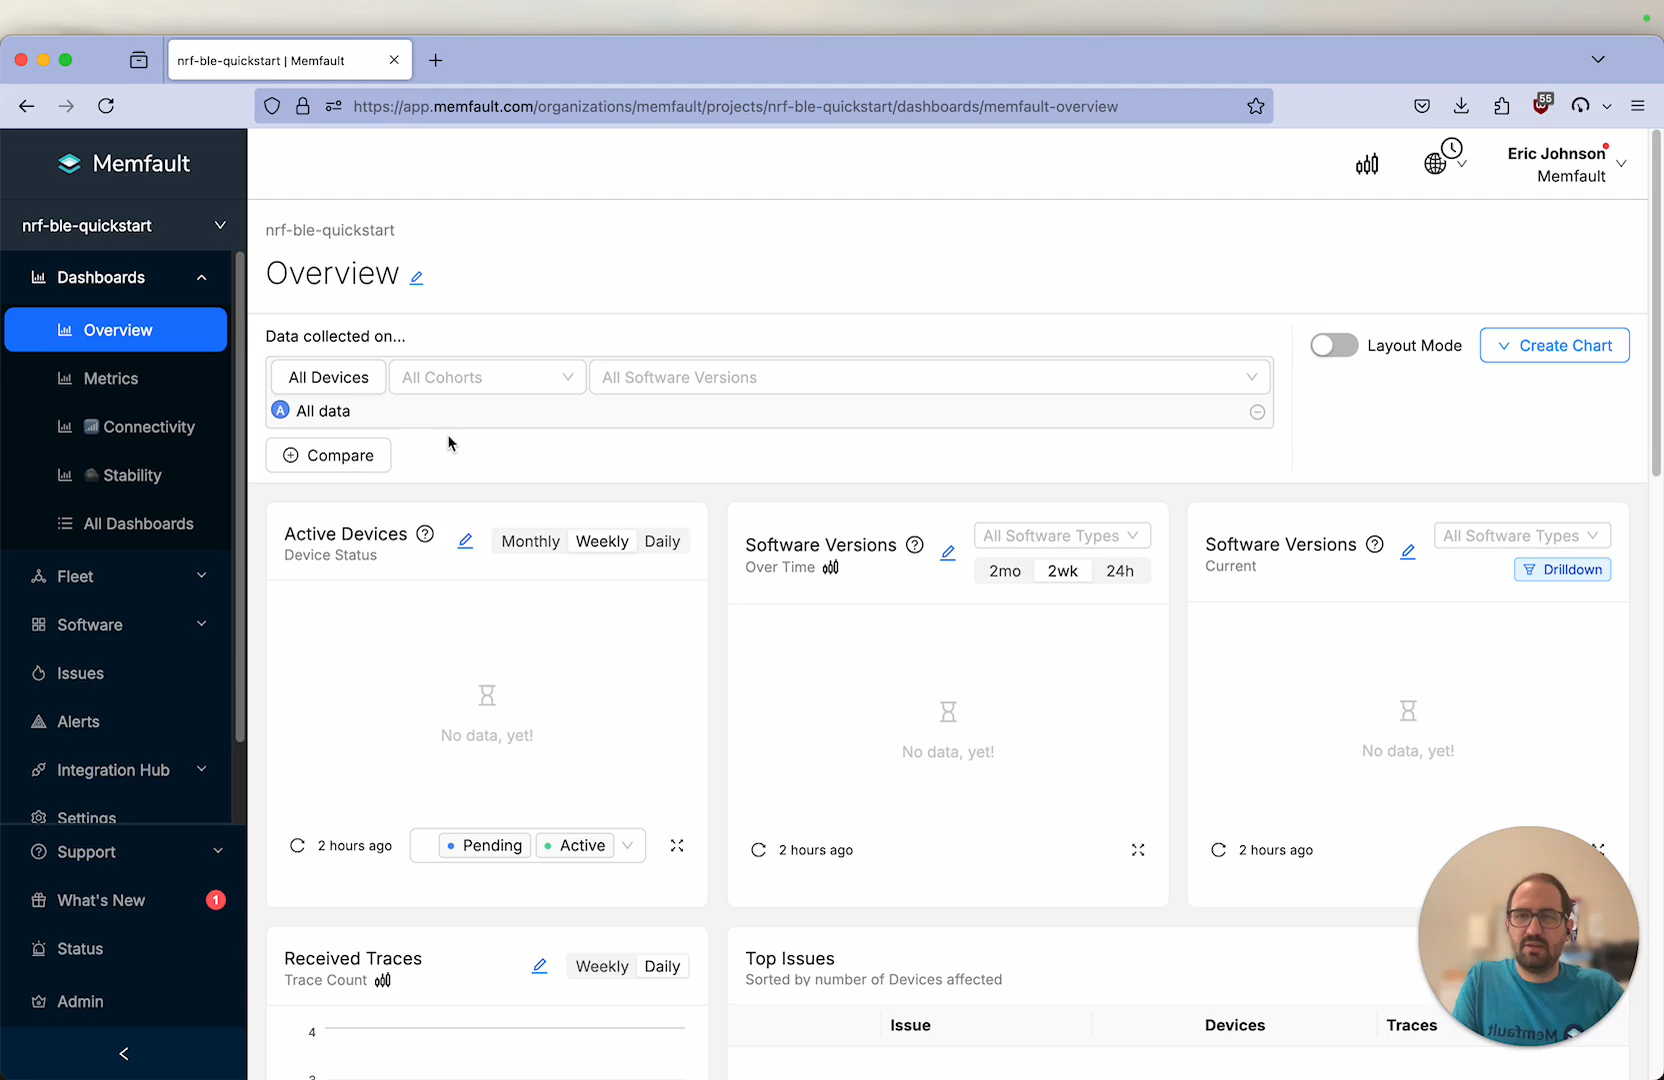 nrf-ble-quickstart | Memfault
https://app.memfault.com/organizations/memfault/projects/nrf-ble-quickstart/dashboards/memfault-overview
55
Memfault
Eric Johnson
Memfault
nrf-ble-quickstart
Dashboards
Overview
Metrics
Connectivity
Stability
All Dashboards
Fleet
Software
Issues
Alerts
Integration Hub
Settings
Support
What's New
1
Status
Admin
nrf-ble-quickstart
Overview
Data collected on...
All Devices
All Cohorts
All Software Versions
A All data
Compare
Layout Mode
Create Chart
Active Devices
Device Status
Monthly Weekly Daily
No data, yet!
2 hours ago
Pending
Active
Software Versions
Over Time
All Software Types
2mo 2wk 24h
No data, yet!
2 hours ago
Software Versions
Current
All Software Types
Drilldown
No data, yet!
2 hours ago
Received Traces
Trace Count
Weekly Daily
4
Top Issues
Sorted by number of Devices affected
Issue Devices Traces
Memfault